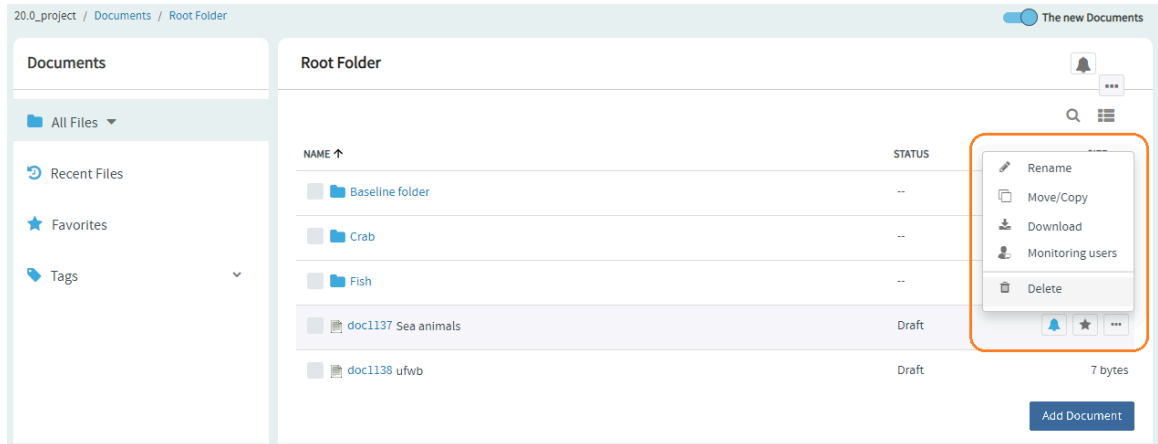 20.0_project / Documents / Root Folder
The new Documents
Documents
Root Folder
All Files
Recent Files
Favorites
Tags
NAME STATUS
Baseline folder --
Crab --
Fish --
doc1137 Sea animals Draft
doc1138 ufwb Draft 7 bytes
Rename
Move/Copy
Download
Monitoring users
Delete
Add Document